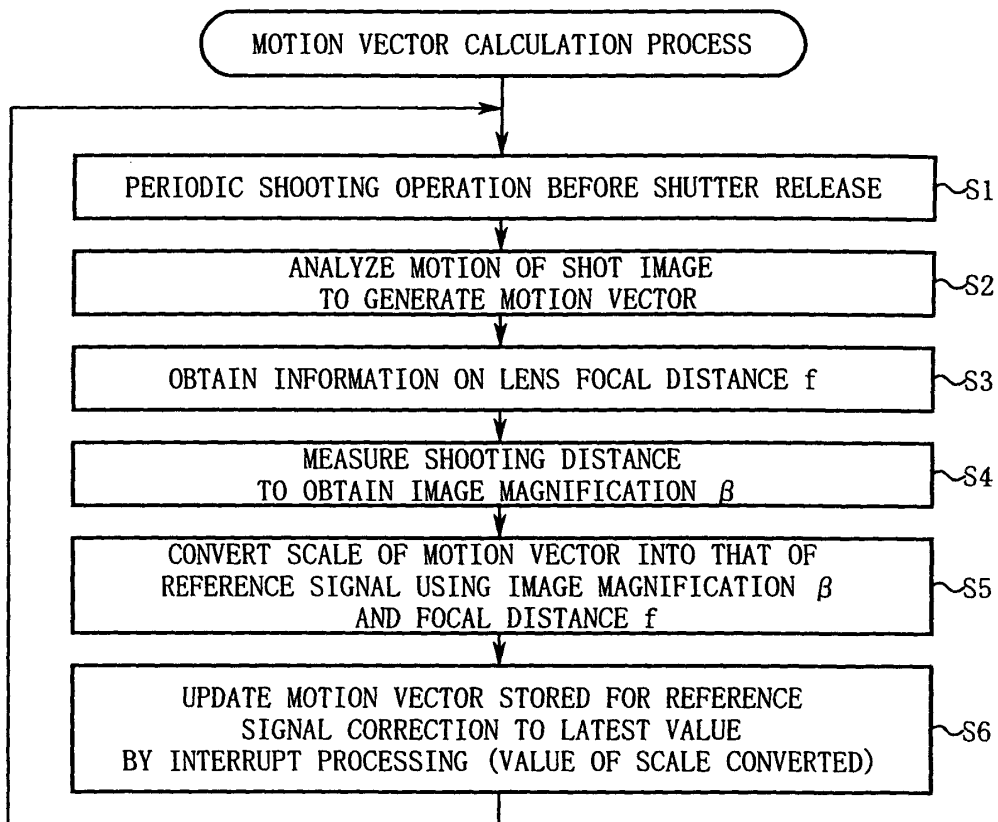 MOTION VECTOR CALCULATION PROCESS
PERIODIC SHOOTING OPERATION BEFORE SHUTTER RELEASE
S1
ANALYZE MOTION OF SHOT IMAGE
TO GENERATE MOTION VECTOR
S2
OBTAIN INFORMATION ON LENS FOCAL DISTANCE f
S3
MEASURE SHOOTING DISTANCE
TO OBTAIN IMAGE MAGNIFICATION β
S4
CONVERT SCALE OF MOTION VECTOR INTO THAT OF
REFERENCE SIGNAL USING IMAGE MAGNIFICATION β
AND FOCAL DISTANCE f
S5
UPDATE MOTION VECTOR STORED FOR REFERENCE
SIGNAL CORRECTION TO LATEST VALUE
BY INTERRUPT PROCESSING (VALUE OF SCALE CONVERTED)
S6